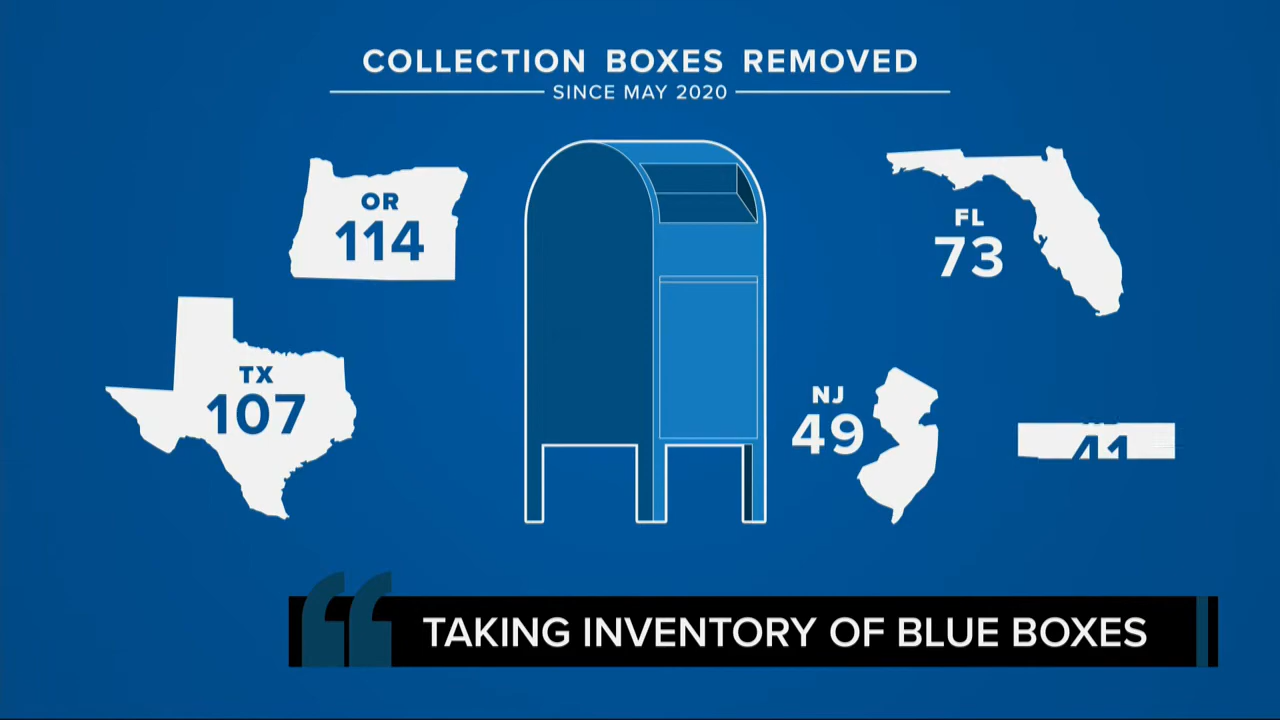 COLLECTION BOXES REMOVED
SINCE MAY 2020
OR
114
FL
73
TX
107
NJ
49
41
TAKING INVENTORY OF BLUE BOXES